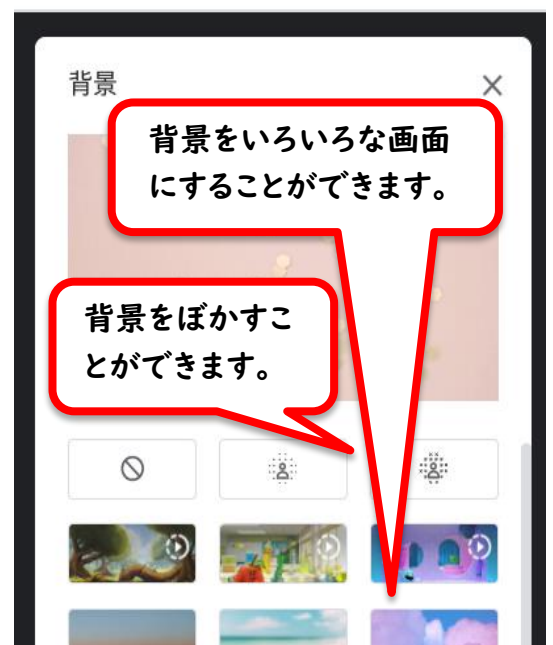 背景
背景をいろいろな画面
にすることができます。
背景をぼかすこ
とができます。